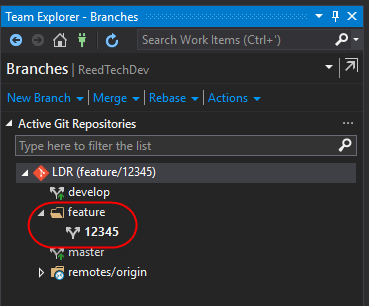 Team Explorer - Branches
Search Work Items (Ctrl+')
Branches | ReedTechDev
New Branch | Merge | Rebase | Actions
Active Git Repositories
Type here to filter the list
LDR (feature/12345)
develop
feature
12345
master
remotes/origin